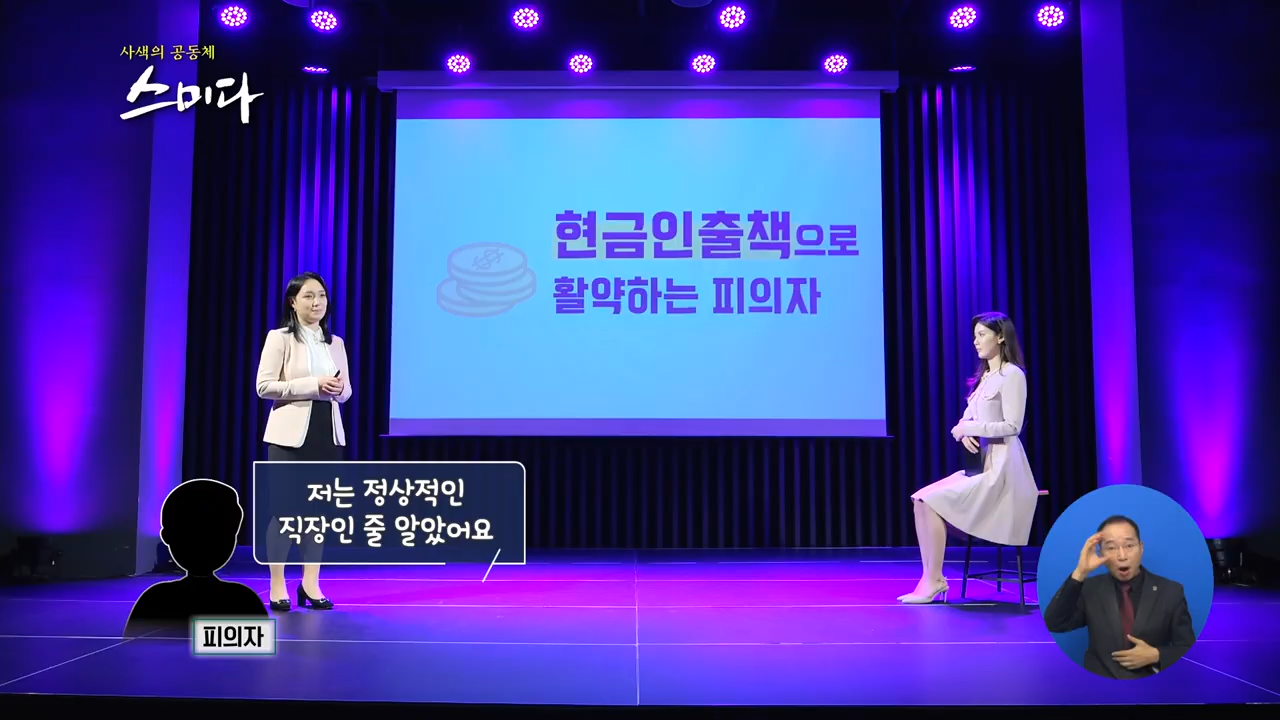 사색의 공동체
스미다
현금인출책으로
활약하는 피의자
저는 정상적인
직장인 줄 알았어요
피의자